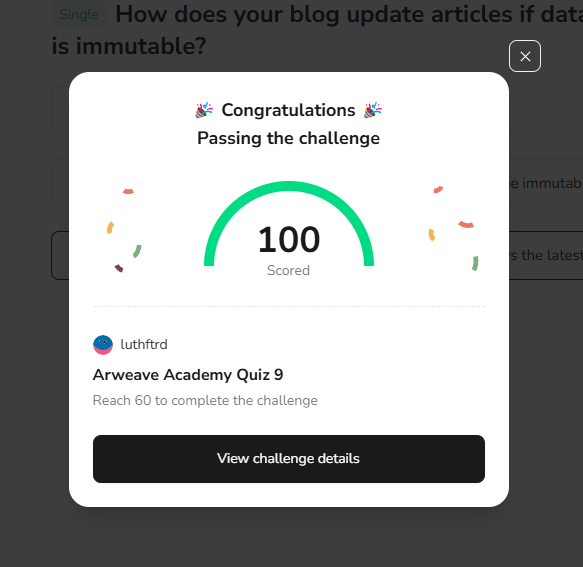 Single How does your blog update articles if data
is immutable?
Congratulations
Passing the challenge
e immutab
s the latest
100
Scored
luthftrd
Arweave Academy Quiz 9
Reach 60 to complete the challenge
View challenge details